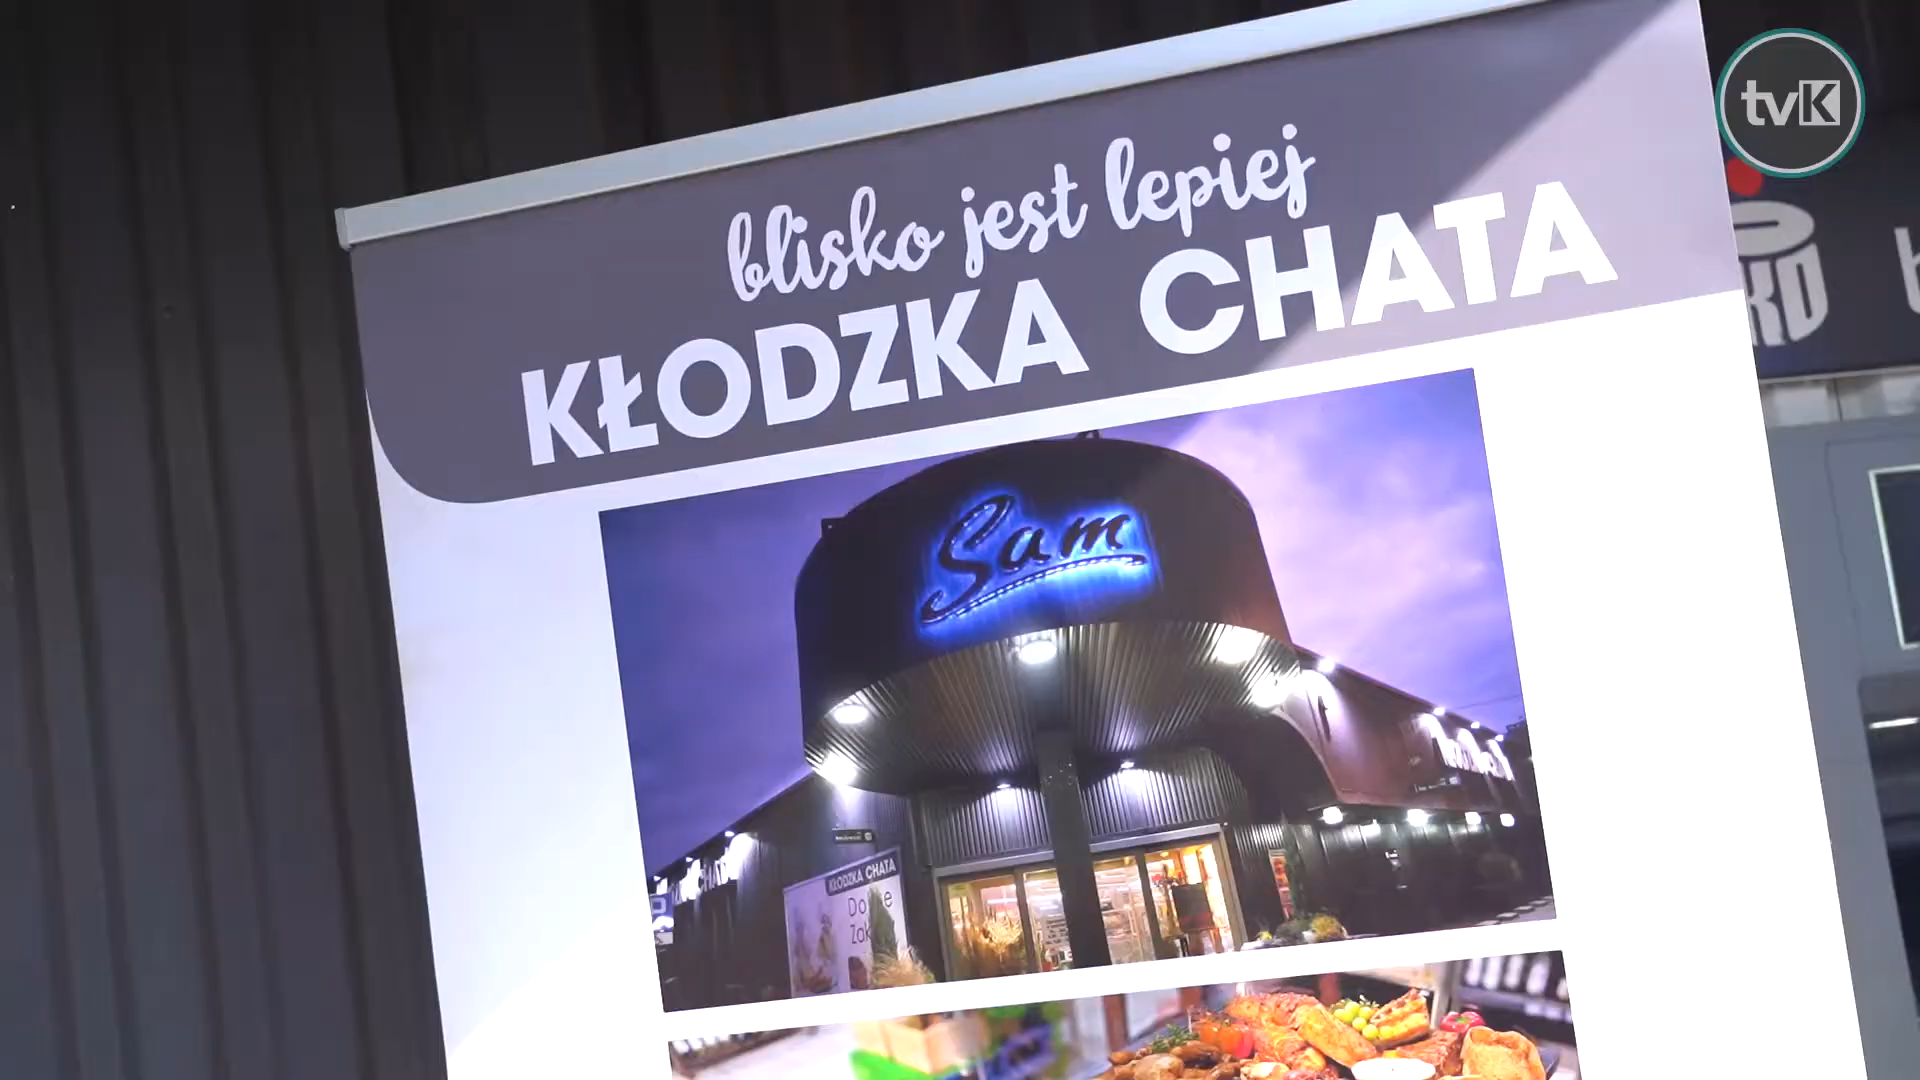 tvK
blisko jest lepiej
KŁODZKA CHATA
Sam
KŁODZKA CHATA